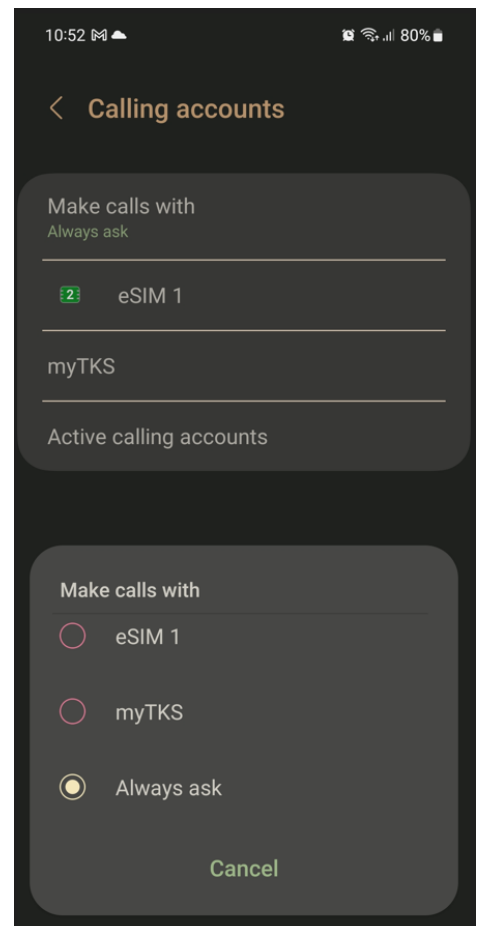 10:52
80%
Calling accounts
Make calls with
Always ask
2 eSIM 1
myTKS
Active calling accounts
Make calls with
eSIM 1
myTKS
Always ask
Cancel